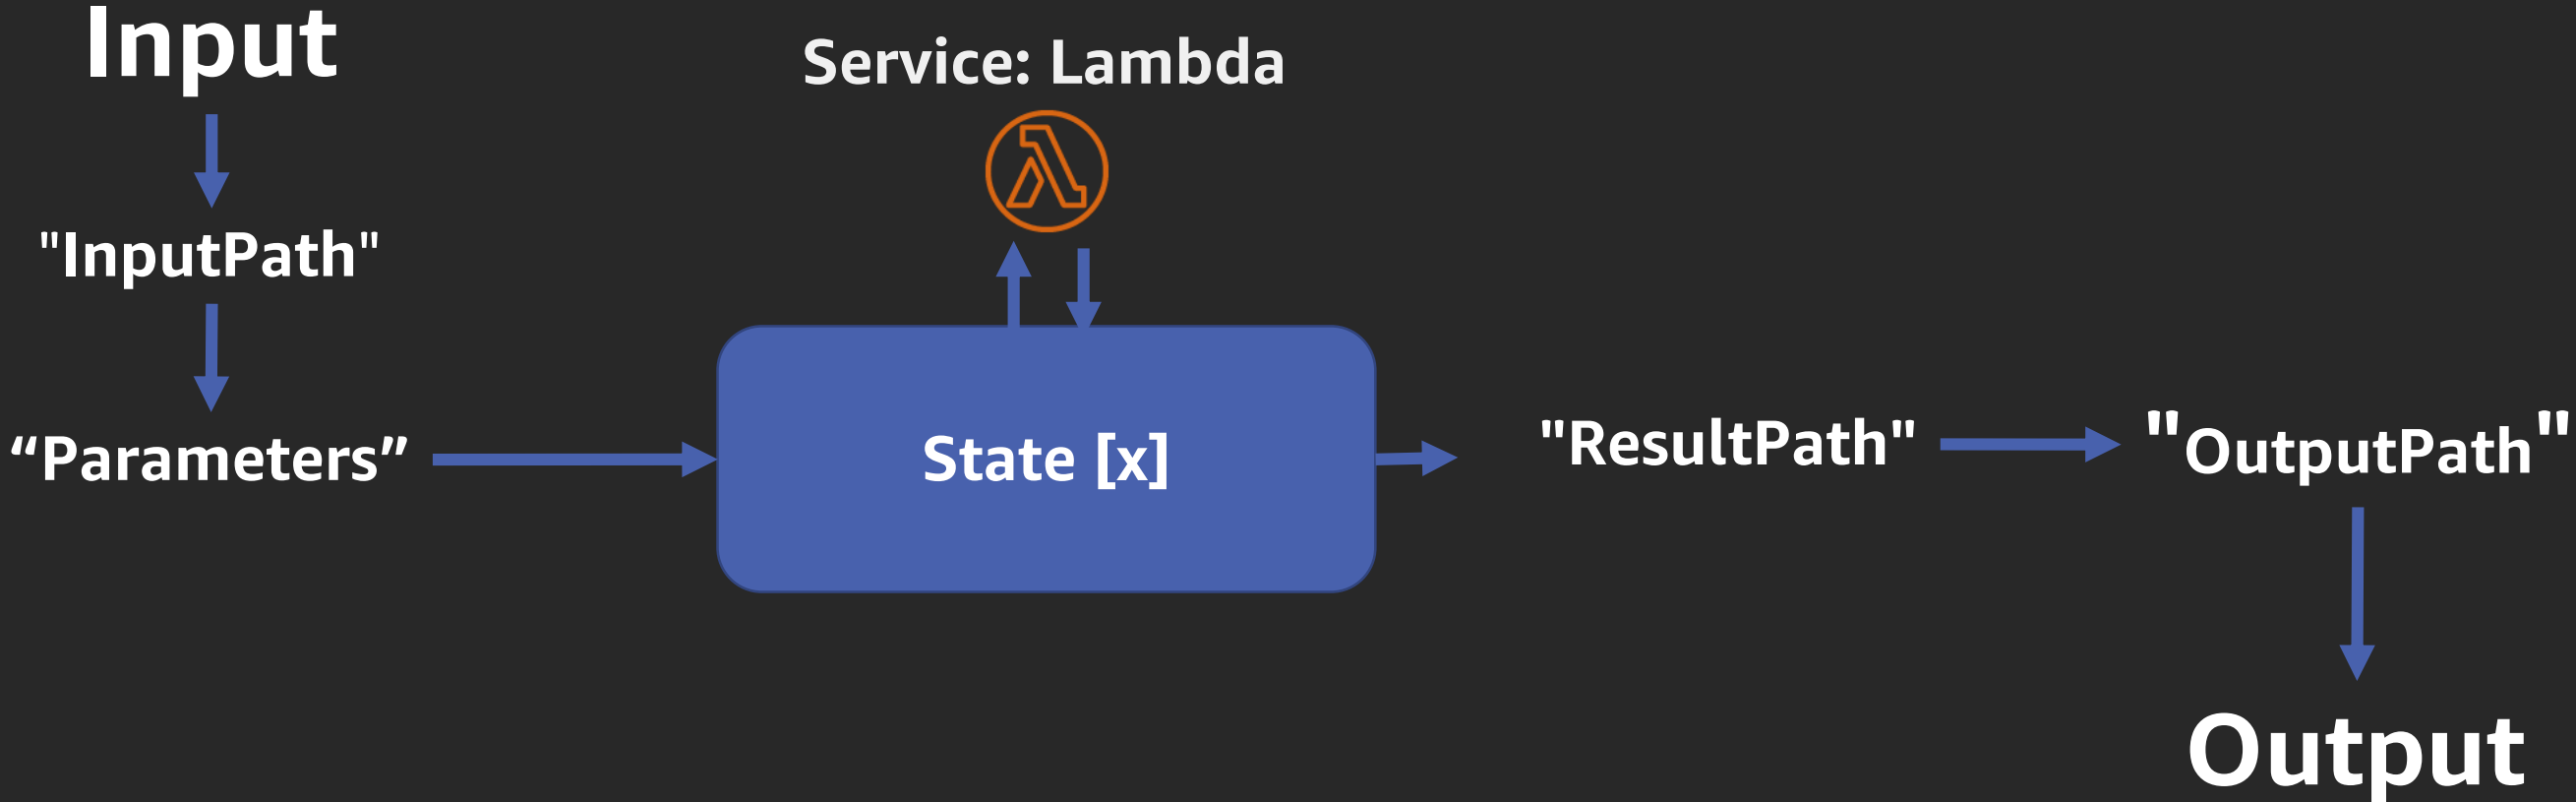 Input
Service: Lambda
"InputPath"
“Parameters”
State [x]
"ResultPath"
"OutputPath"
Output